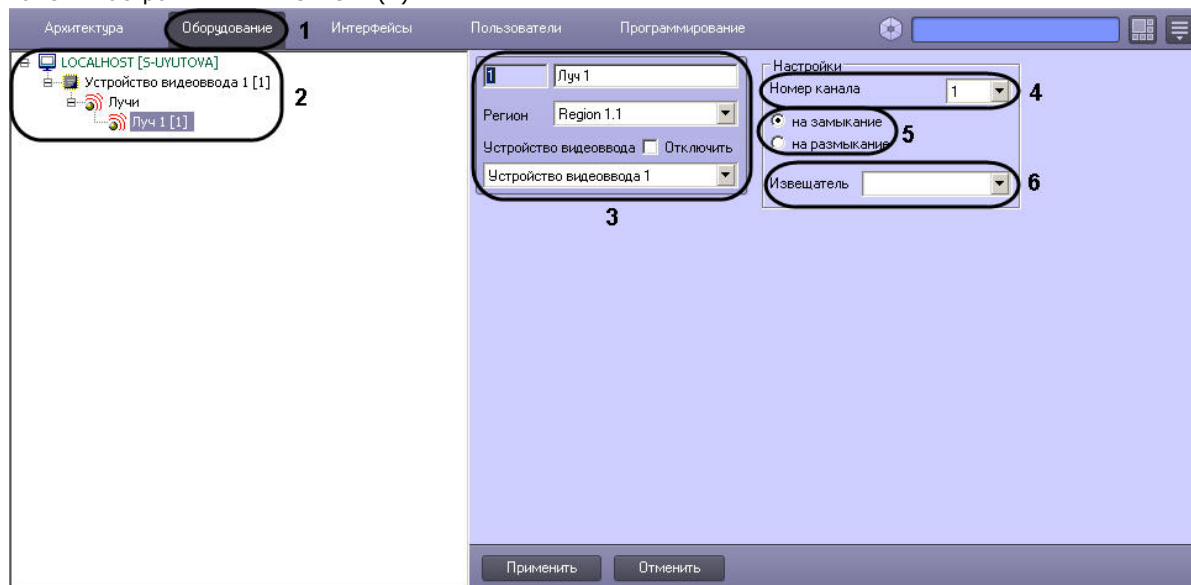 Архитектура Оборудование 1 Интерфейсы Пользователи Программирование
LOCALHOST [S-UYUTOVA]
Устройство видеоввода 1 [1]
Лучи
Луч 1 [1]
2
1 Луч 1
Регион Region 1.1
Устройство видеоввода Отключить
Устройство видеоввода 1
3
Настройки
Номер канала 1 4
на замыкание
на размыкание 5
Извещатель 6
Применить Отменить